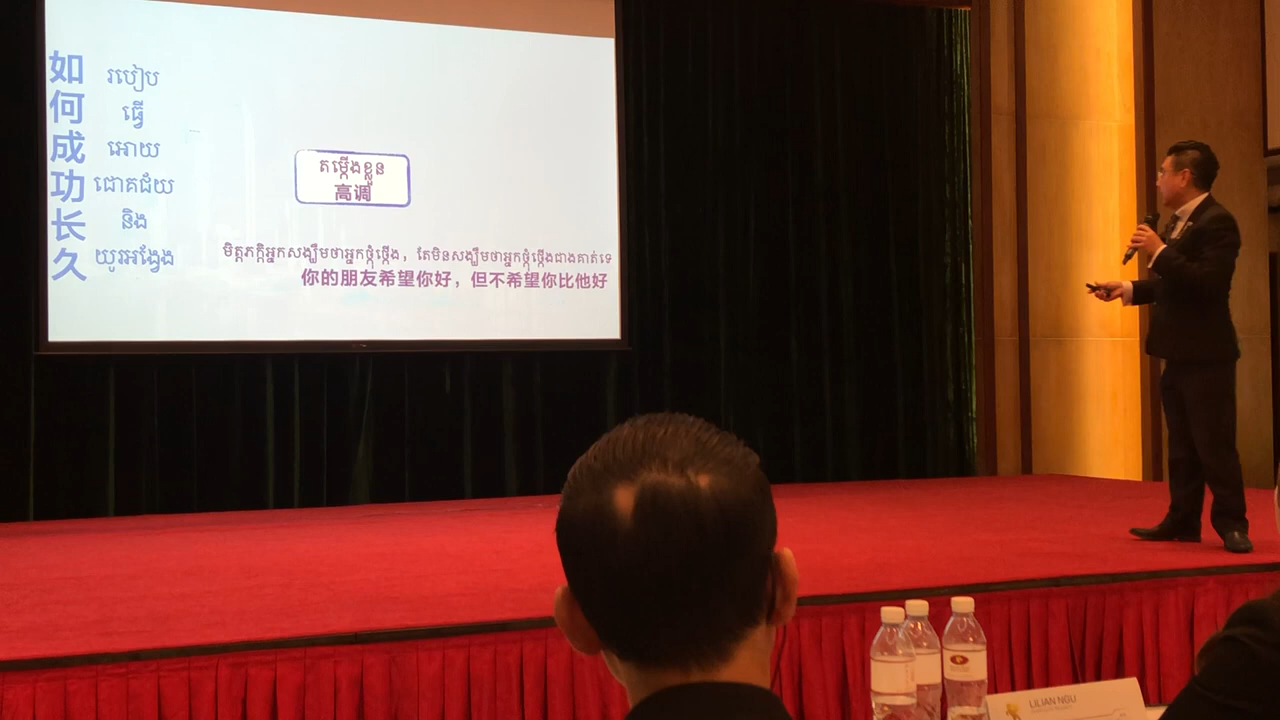 如何成功长久
របៀប
ធ្វើ
អោយ
ជោគជ័យ
និង
យូរអង្វែង
តម្កើងខ្លួន
高调
មិត្តភក្តិអ្នកសង្ឃឹមថាអ្នកថ្កុំថ្កើង, តែមិនសង្ឃឹមថាអ្នកថ្កុំថ្កើងជាងគាត់ទេ
你的朋友希望你好，但不希望你比他好
LILIAN NGU